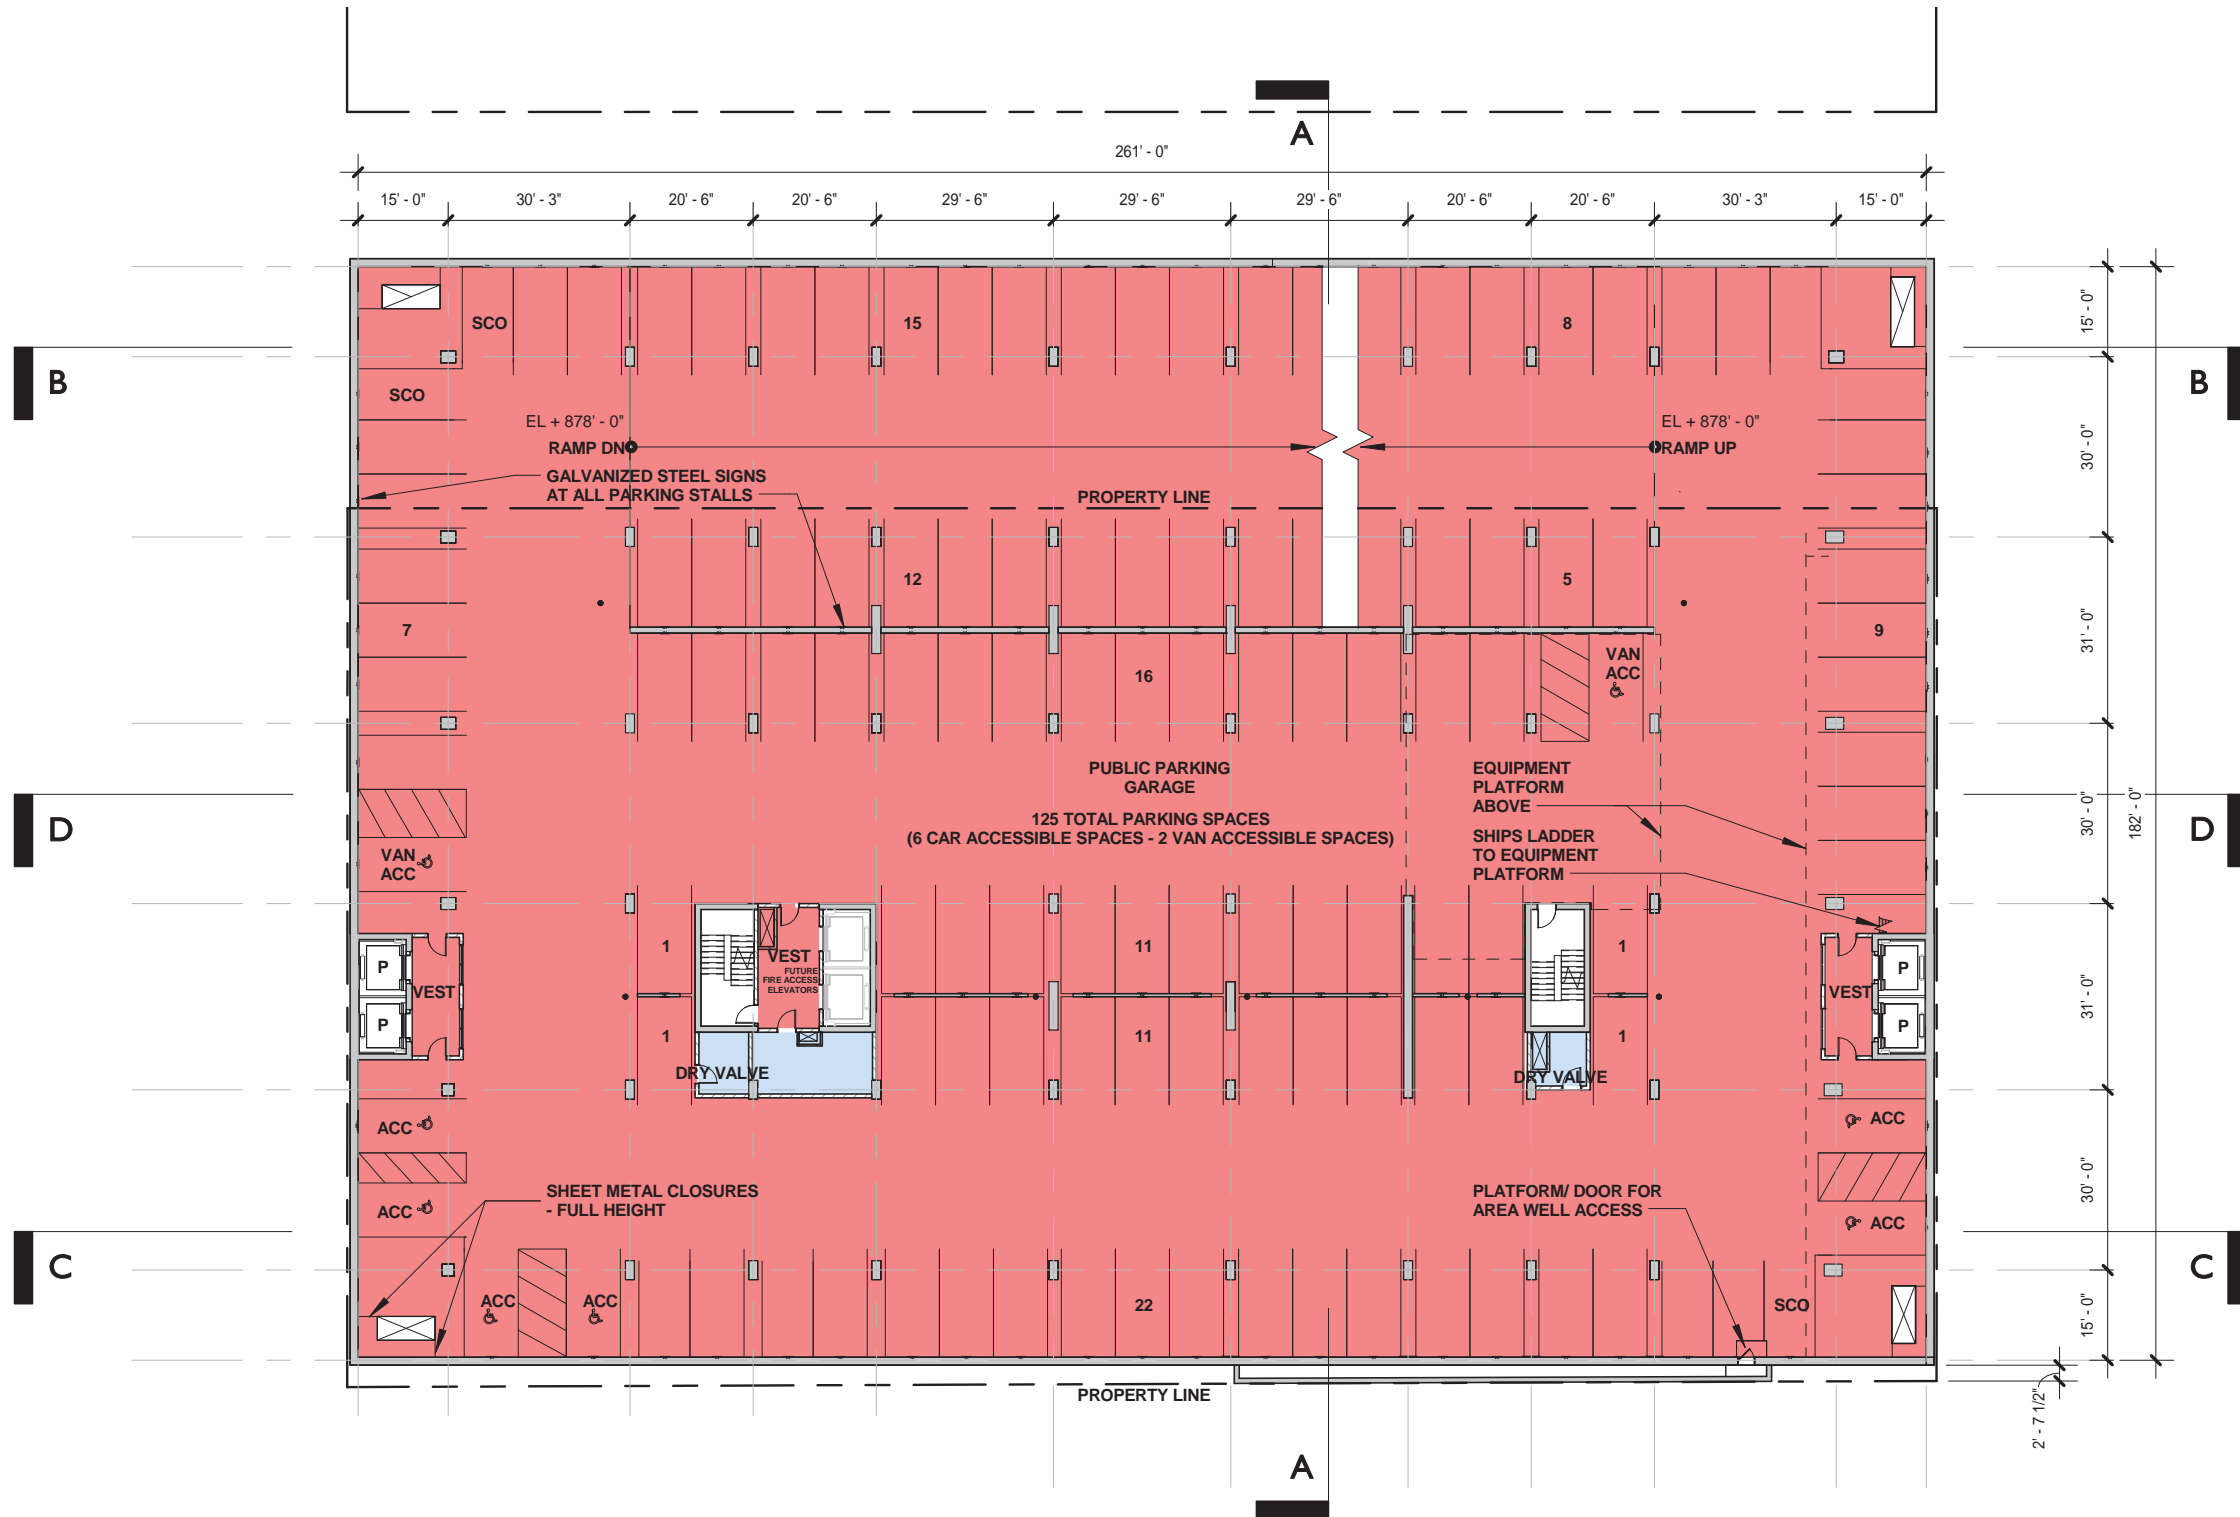 A
261' - 0"
15' - 0"
30' - 3"
20' - 6"
20' - 6"
29' - 6"
29' - 6"
29' - 6"
20' - 6"
20' - 6"
30' - 3"
15' - 0"
SCO
15
8
15' - 0"
B
SCO
B
EL + 878' - 0"
RAMP DN
EL + 878' - 0"
RAMP UP
30' - 0"
GALVANIZED STEEL SIGNS
AT ALL PARKING STALLS
PROPERTY LINE
12
5
7
9
31' - 0"
16
VAN
ACC
PUBLIC PARKING
GARAGE
125 TOTAL PARKING SPACES
(6 CAR ACCESSIBLE SPACES - 2 VAN ACCESSIBLE SPACES)
EQUIPMENT
PLATFORM
ABOVE
SHIPS LADDER
TO EQUIPMENT
PLATFORM
30' - 0"
182' - 0"
D
D
VAN
ACC
1
VEST
FUTURE
FIRE ACCESS
ELEVATORS
11
1
P
VEST
P
P
VEST
P
31' - 0"
1
11
1
DRY VALVE
DRY VALVE
ACC
ACC
ACC
ACC
30' - 0"
SHEET METAL CLOSURES
- FULL HEIGHT
PLATFORM/ DOOR FOR
AREA WELL ACCESS
C
C
ACC
ACC
22
SCO
15' - 0"
PROPERTY LINE
2' - 7 1/2"
A